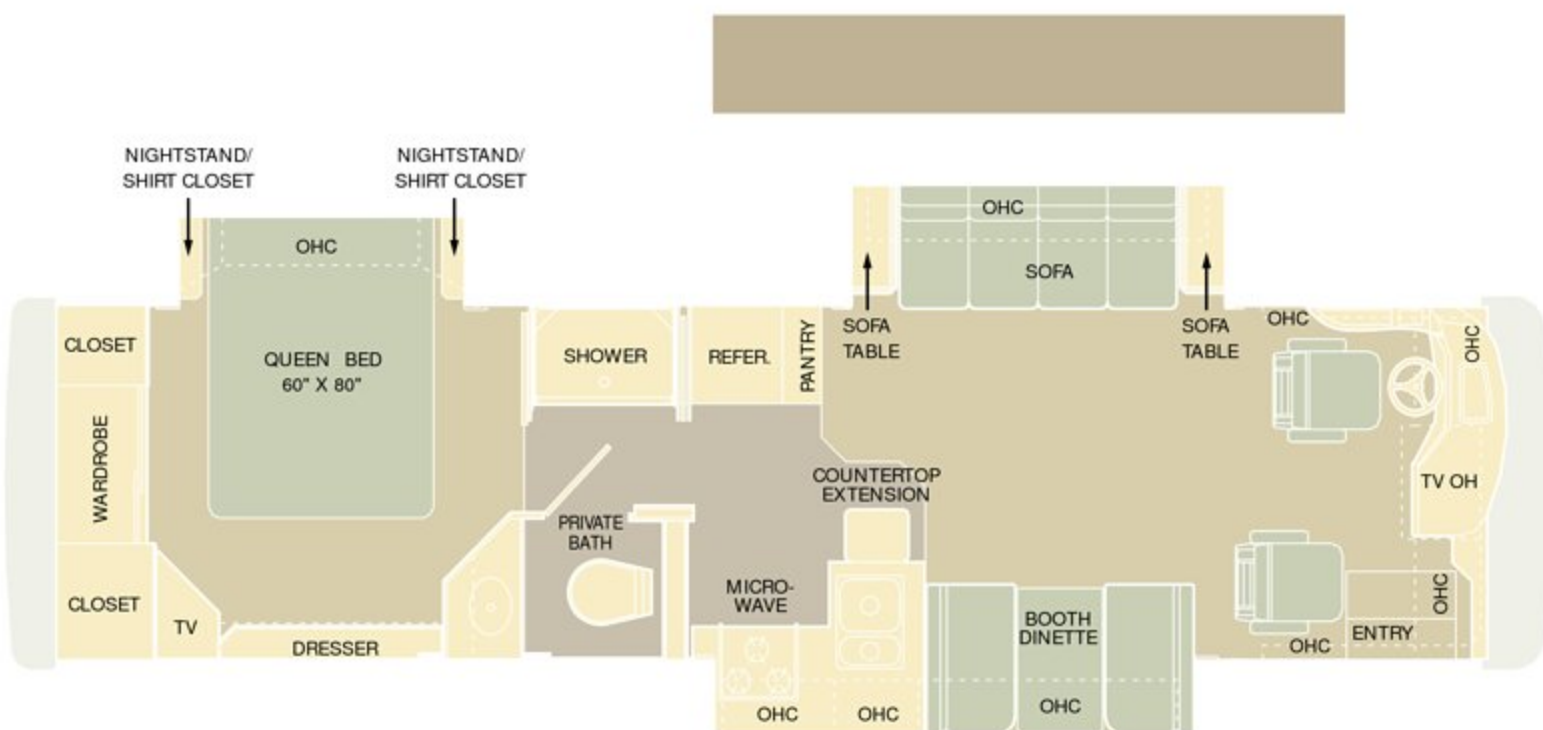 NIGHTSTAND/
SHIRT CLOSET
NIGHTSTAND/
SHIRT CLOSET
OHC
OHC
SOFA
CLOSET
QUEEN BED
60" X 80"
SHOWER
REFER.
PANTRY
SOFA
TABLE
SOFA
TABLE
OHC
OHC
WARDROBE
COUNTERTOP
EXTENSION
TV OH
PRIVATE
BATH
CLOSET
TV
DRESSER
MICRO-
WAVE
BOOTH
DINETTE
OHC
ENTRY
OHC
OHC
OHC
OHC